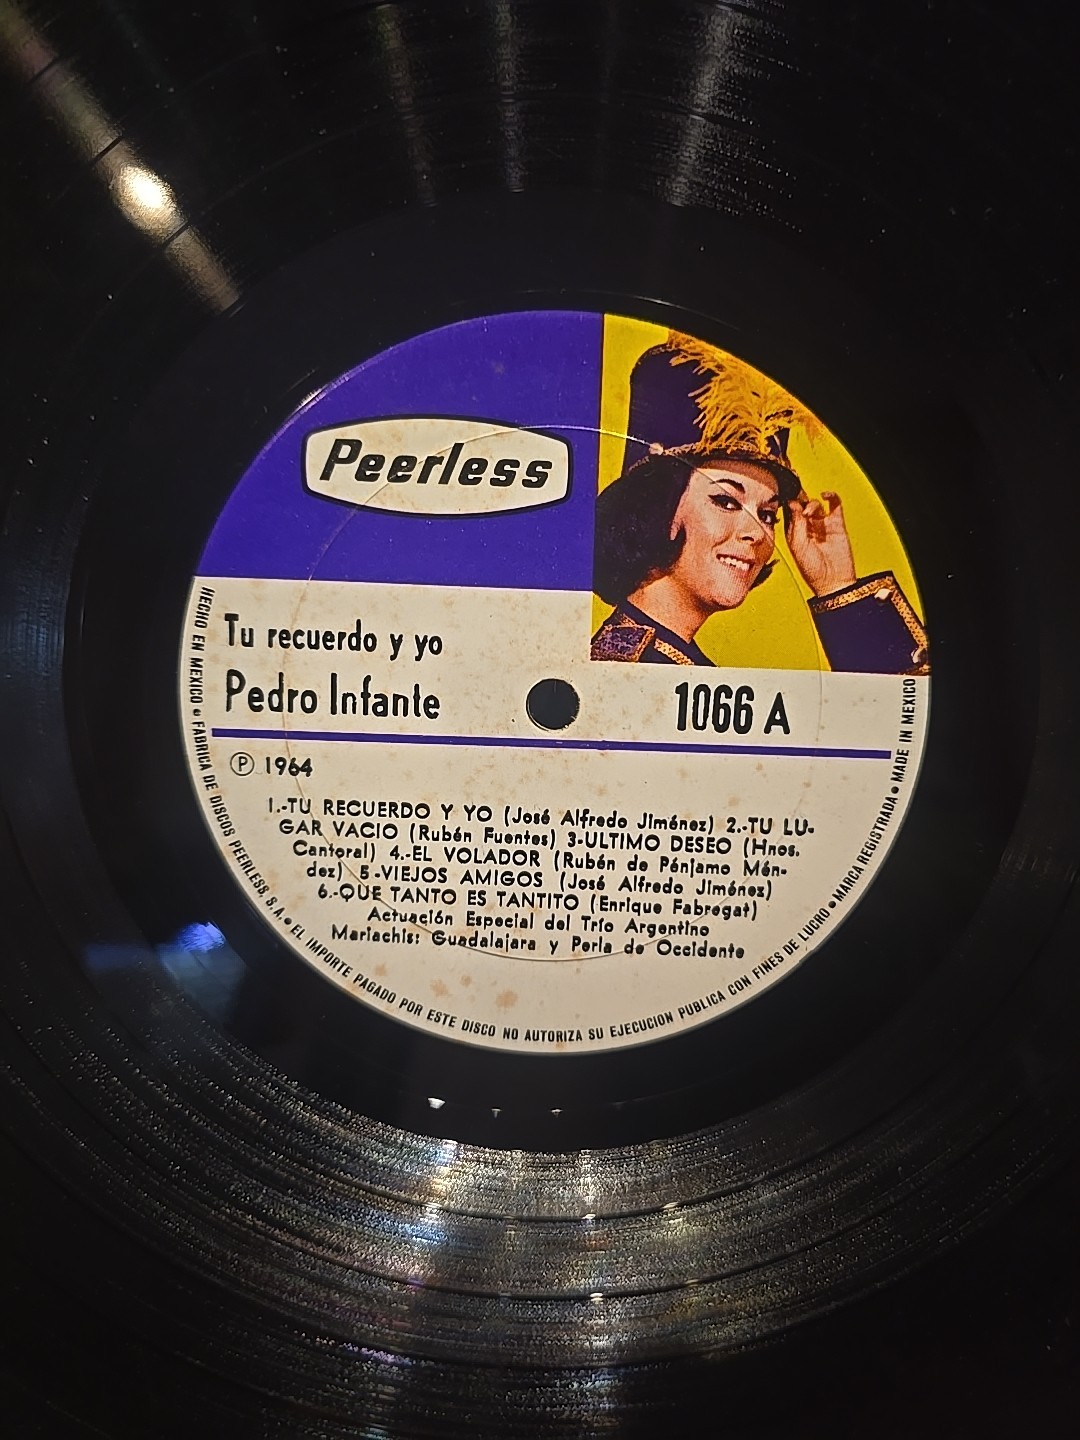 Peerless
Tu recuerdo y yo
Pedro Infante
1066 A
Ⓟ 1964
1.-TU RECUERDO Y YO (José Alfredo Jiménez) 2.-TU LU-
GAR VACIO (Rubén Fuentes) 3-ULTIMO DESEO (Hnos.
Cantoral) 4.-EL VOLADOR (Rubén de Pénjamo Mén-
dez) 5.-VIEJOS AMIGOS (José Alfredo Jiménez)
6.-QUE TANTO ES TANTITO (Enrique Fabregat)
Actuación Especial del Trío Argentino
Mariachis: Guadalajara y Perla de Occidente
HECHO EN MEXICO • FABRICA DE DISCOS PEERLESS, S.A. • EL IMPORTE PAGADO POR ESTE DISCO NO AUTORIZA SU EJECUCION PUBLICA CON FINES DE LUCRO • MARCA REGISTRADA • MADE IN MEXICO